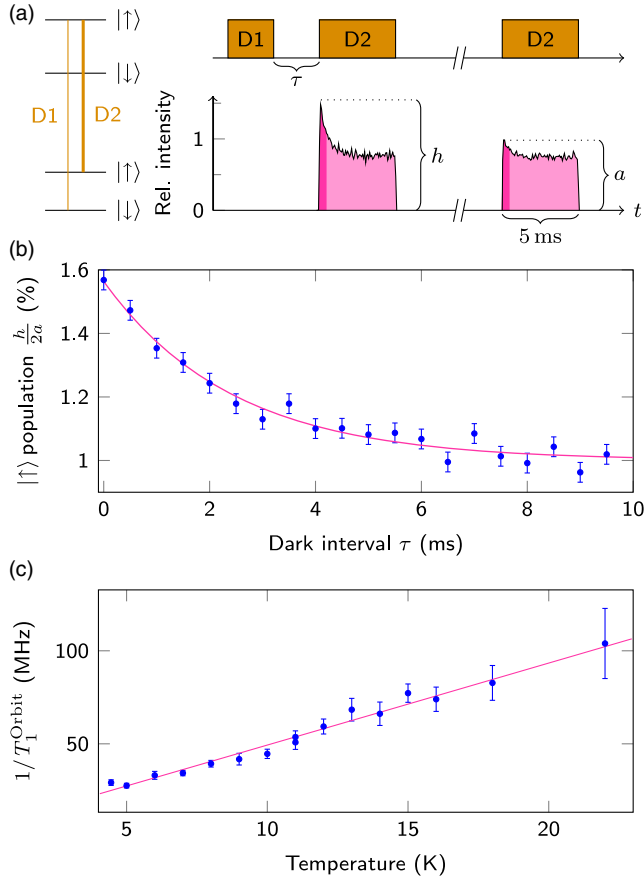 (a)
|↑⟩
|↓⟩
D1 D2
|↑⟩
|↓⟩
D1 D2 D2
τ
Rel. intensity
1
0
h
a
t
5 ms
(b)
|↑⟩ population h/2a (%)
1.6
1.4
1.2
1
0 2 4 6 8 10
Dark interval τ (ms)
(c)
1/T₁^Orbit (MHz)
100
50
5 10 15 20
Temperature (K)